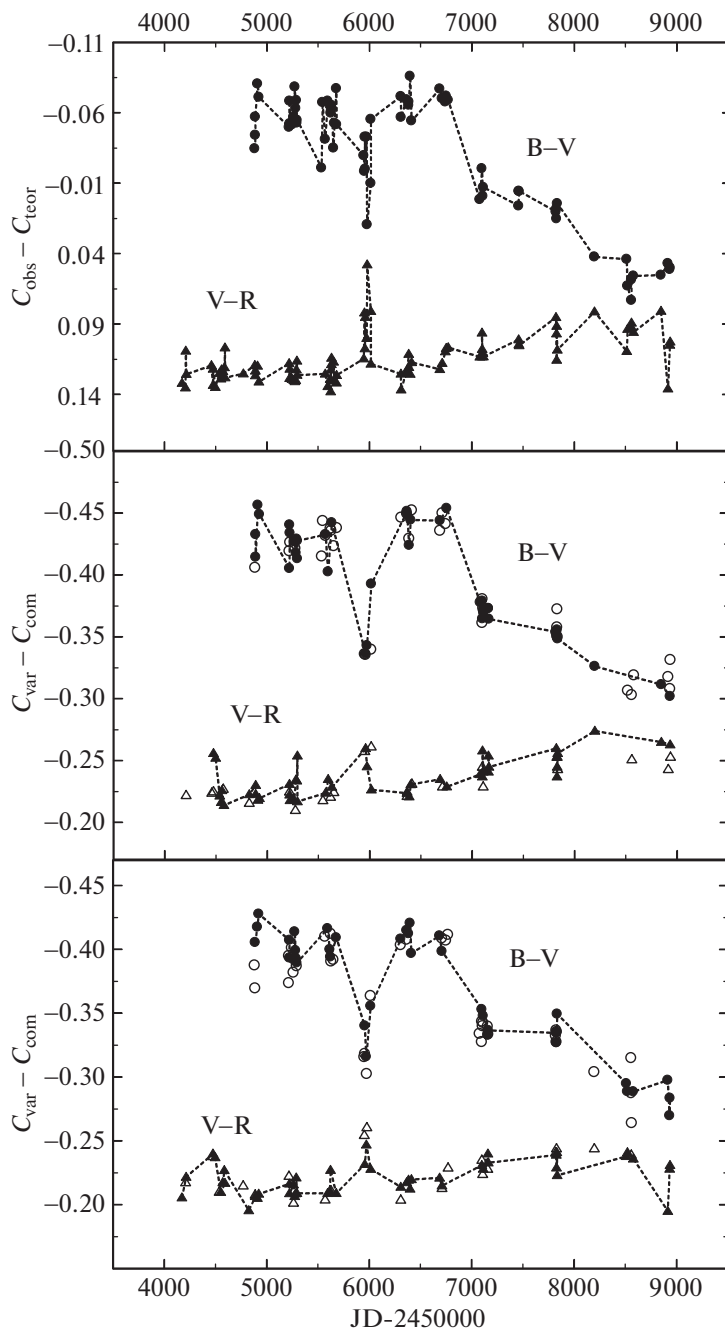 4000 5000 6000 7000 8000 9000
−0.11
−0.06
−0.01
0.04
0.09
0.14
C_obs − C_teor
B–V
V–R
−0.50
−0.45
−0.40
−0.35
−0.30
−0.25
−0.20
C_var − C_com
B–V
V–R
−0.45
−0.40
−0.35
−0.30
−0.25
−0.20
C_var − C_com
B–V
V–R
4000 5000 6000 7000 8000 9000
JD-2450000